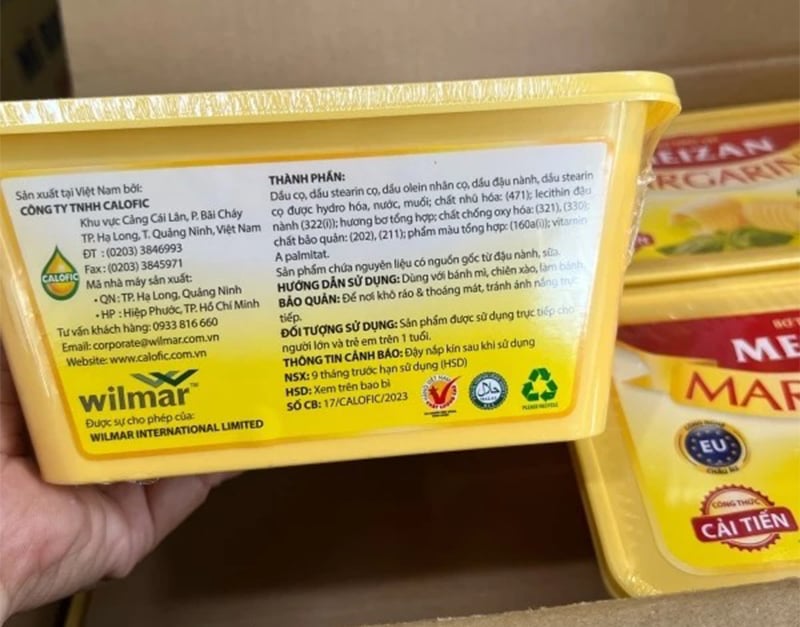 Sản xuất tại Việt Nam bởi:
CÔNG TY TNHH CALOFIC
Khu vực Cảng Cái Lân, P. Bãi Cháy
TP. Hạ Long, T. Quảng Ninh, Việt Nam
ĐT : (0203) 3846993
Fax : (0203) 3845971
CALOFIC
Mã nhà máy sản xuất:
• QN : TP. Hạ Long, Quảng Ninh
• HP : Hiệp Phước, TP. Hồ Chí Minh
Tư vấn khách hàng: 0933 816 660
Email: corporate@wilmar.com.vn
Website: www.calofic.com.vn
wilmar™
Được sự cho phép của:
WILMAR INTERNATIONAL LIMITED
THÀNH PHẦN:
Dầu cọ, dầu stearin cọ, dầu olein nhân cọ, dầu đậu nành, dầu stearin
cọ được hydro hóa, nước, muối; chất nhũ hóa: (471); lecithin đậu
nành (322(i)); hương bơ tổng hợp; chất chống oxy hóa: (321), (330);
chất bảo quản: (202), (211); phẩm màu tổng hợp: (160a(i)); vitamin
A palmitat.
Sản phẩm chứa nguyên liệu có nguồn gốc từ đậu nành, sữa.
HƯỚNG DẪN SỬ DỤNG: Dùng với bánh mì, chiên xào, làm bánh.
BẢO QUẢN: Để nơi khô ráo & thoáng mát, tránh ánh nắng trực
tiếp.
ĐỐI TƯỢNG SỬ DỤNG: Sản phẩm được sử dụng trực tiếp cho
người lớn và trẻ em trên 1 tuổi.
THÔNG TIN CẢNH BÁO: Đậy nắp kín sau khi sử dụng
NSX: 9 tháng trước hạn sử dụng (HSD)
HSD: Xem trên bao bì
SỐ CB: 17/CALOFIC/2023
HALAL
PLEASE RECYCLE
EIZAN
RGARIN
BƠ T
ME
MAR
CÔNG NGHỆ
EU
CHÂU ÂU
CÔNG THỨC
CẢI TIẾN